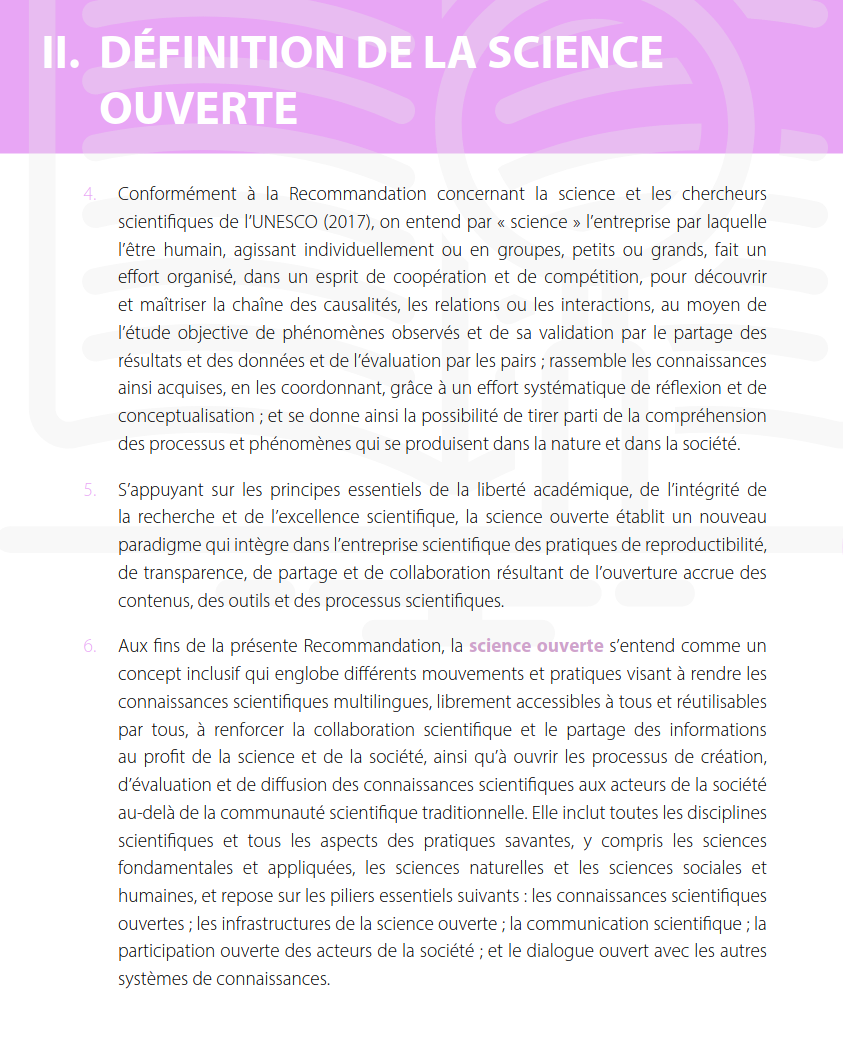 II. DÉFINITION DE LA SCIENCE
OUVERTE
4. Conformément à la Recommandation concernant la science et les chercheurs
scientifiques de l’UNESCO (2017), on entend par « science » l’entreprise par laquelle
l’être humain, agissant individuellement ou en groupes, petits ou grands, fait un
effort organisé, dans un esprit de coopération et de compétition, pour découvrir
et maîtriser la chaîne des causalités, les relations ou les interactions, au moyen de
l’étude objective de phénomènes observés et de sa validation par le partage des
résultats et des données et de l’évaluation par les pairs ; rassemble les connaissances
ainsi acquises, en les coordonnant, grâce à un effort systématique de réflexion et de
conceptualisation ; et se donne ainsi la possibilité de tirer parti de la compréhension
des processus et phénomènes qui se produisent dans la nature et dans la société.
5. S’appuyant sur les principes essentiels de la liberté académique, de l’intégrité de
la recherche et de l’excellence scientifique, la science ouverte établit un nouveau
paradigme qui intègre dans l’entreprise scientifique des pratiques de reproductibilité,
de transparence, de partage et de collaboration résultant de l’ouverture accrue des
contenus, des outils et des processus scientifiques.
6. Aux fins de la présente Recommandation, la science ouverte s’entend comme un
concept inclusif qui englobe différents mouvements et pratiques visant à rendre les
connaissances scientifiques multilingues, librement accessibles à tous et réutilisables
par tous, à renforcer la collaboration scientifique et le partage des informations
au profit de la science et de la société, ainsi qu’à ouvrir les processus de création,
d’évaluation et de diffusion des connaissances scientifiques aux acteurs de la société
au-delà de la communauté scientifique traditionnelle. Elle inclut toutes les disciplines
scientifiques et tous les aspects des pratiques savantes, y compris les sciences
fondamentales et appliquées, les sciences naturelles et les sciences sociales et
humaines, et repose sur les piliers essentiels suivants : les connaissances scientifiques
ouvertes ; les infrastructures de la science ouverte ; la communication scientifique ; la
participation ouverte des acteurs de la société ; et le dialogue ouvert avec les autres
systèmes de connaissances.